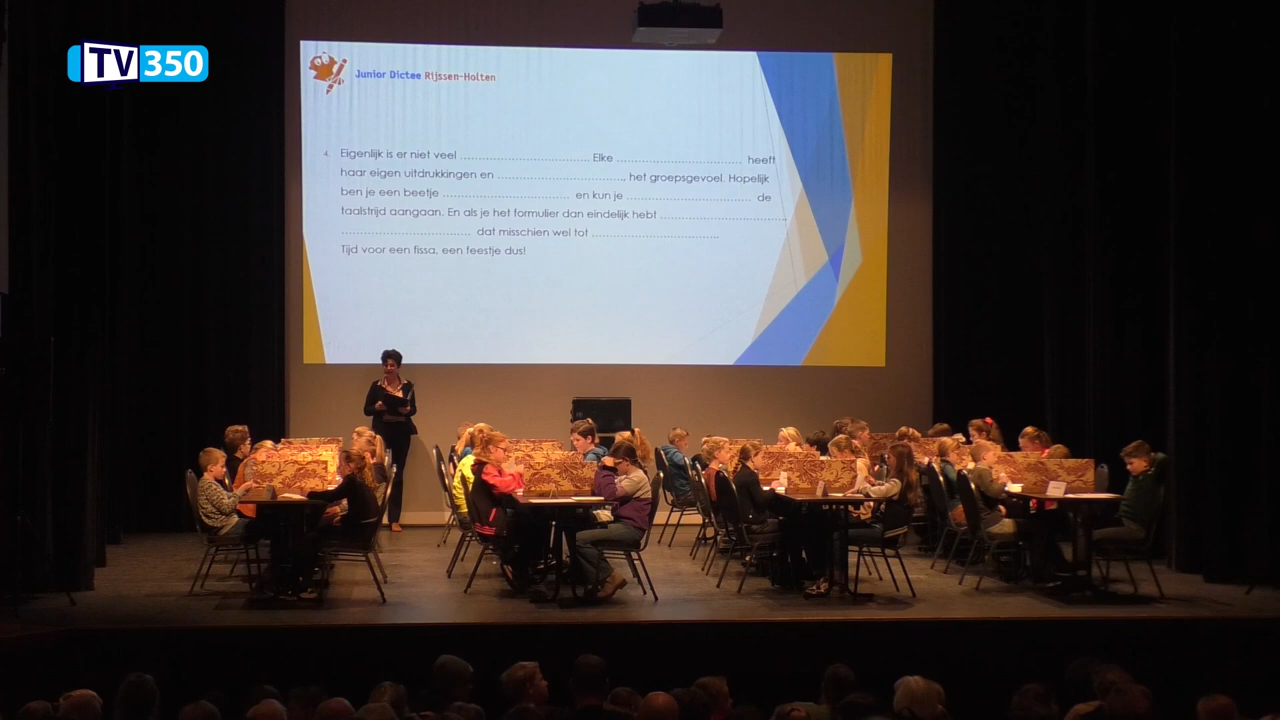 TV350
Junior Dictee Rijssen-Holten
4. Eigenlijk is er niet veel ................................. Elke ................................ heeft
haar eigen uitdrukkingen en ................................, het groepsgevoel. Hopelijk
ben je een beetje ................................ en kun je ................................ de
taalstrijd aangaan. En als je het formulier dan eindelijk hebt ................................,
................................. dat misschien wel tot ................................
Tijd voor een fissa, een feestje dus!